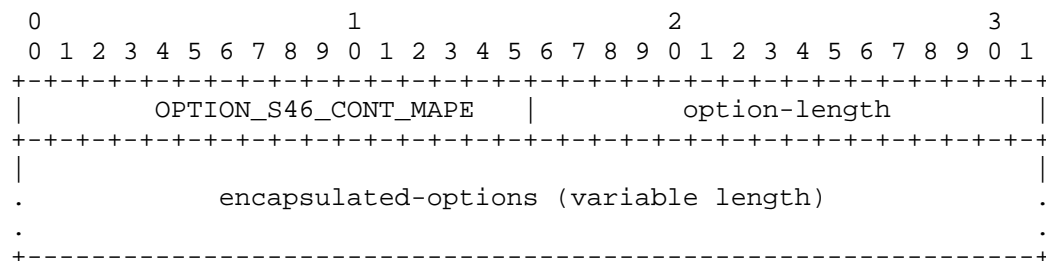 0                   1                   2                   3
 0 1 2 3 4 5 6 7 8 9 0 1 2 3 4 5 6 7 8 9 0 1 2 3 4 5 6 7 8 9 0 1
+-+-+-+-+-+-+-+-+-+-+-+-+-+-+-+-+-+-+-+-+-+-+-+-+-+-+-+-+-+-+-+-+
|        OPTION_S46_CONT_MAPE   |         option-length         |
+-+-+-+-+-+-+-+-+-+-+-+-+-+-+-+-+-+-+-+-+-+-+-+-+-+-+-+-+-+-+-+-+
|                                                               |
.            encapsulated-options (variable length)             .
.                                                               .
+---------------------------------------------------------------+